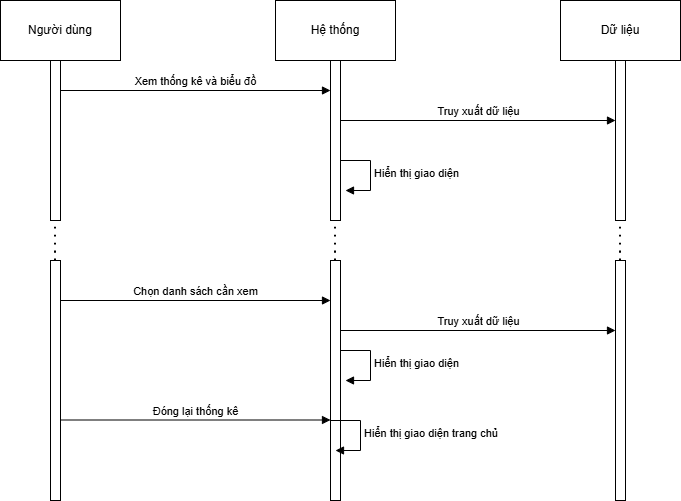 Người dùng
Hệ thống
Dữ liệu
Xem thống kê và biểu đồ
Truy xuất dữ liệu
Hiển thị giao diện
Chọn danh sách cần xem
Truy xuất dữ liệu
Hiển thị giao diện
Đóng lại thống kê
Hiển thị giao diện trang chủ